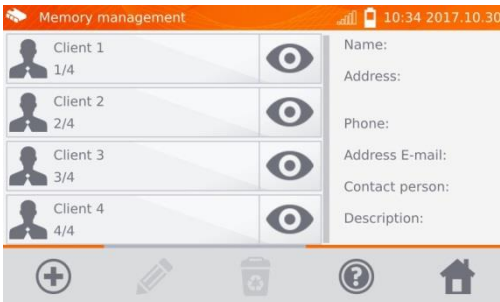 Memory management
10:34 2017.10.30
Client 1
1/4
Client 2
2/4
Client 3
3/4
Client 4
4/4
Name:
Address:
Phone:
Address E-mail:
Contact person:
Description: